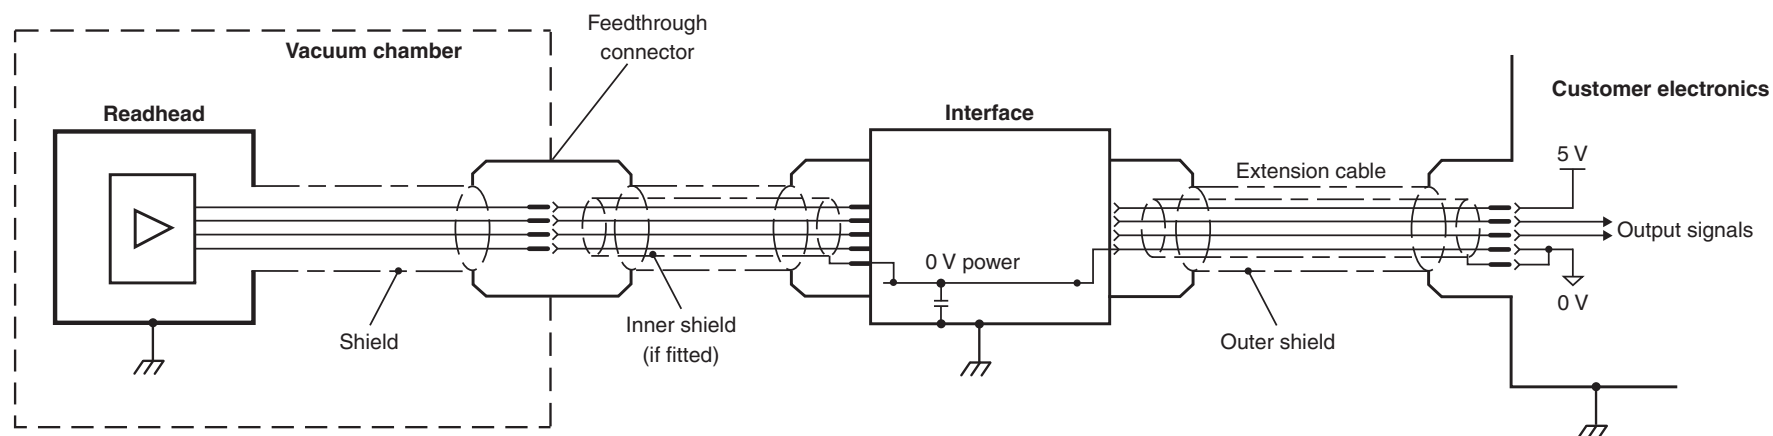 Feedthrough
connector
Vacuum chamber
Readhead
Interface
Customer electronics
Extension cable
5 V
Output signals
0 V power
0 V
Shield
Inner shield
(if fitted)
Outer shield